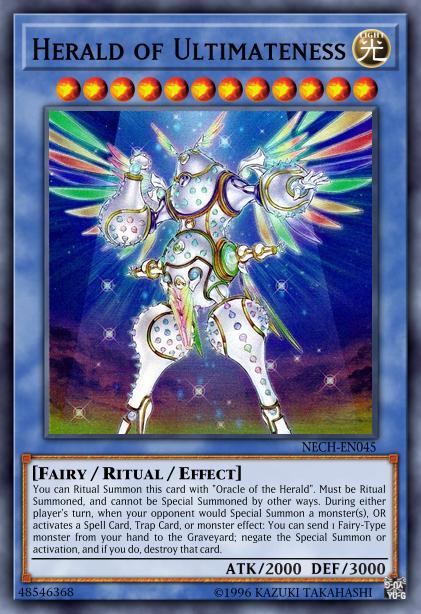 HERALD OF ULTIMATENESS
LIGHT
光
NECH-EN045
[FAIRY / RITUAL / EFFECT]
You can Ritual Summon this card with "Oracle of the Herald". Must be Ritual
Summoned, and cannot be Special Summoned by other ways. During either
player's turn, when your opponent would Special Summon a monster(s), OR
activates a Spell Card, Trap Card, or monster effect: You can send 1 Fairy-Type
monster from your hand to the Graveyard; negate the Special Summon or
activation, and if you do, destroy that card.
ATK/2000 DEF/3000
48546368
©1996 KAZUKI TAKAHASHI